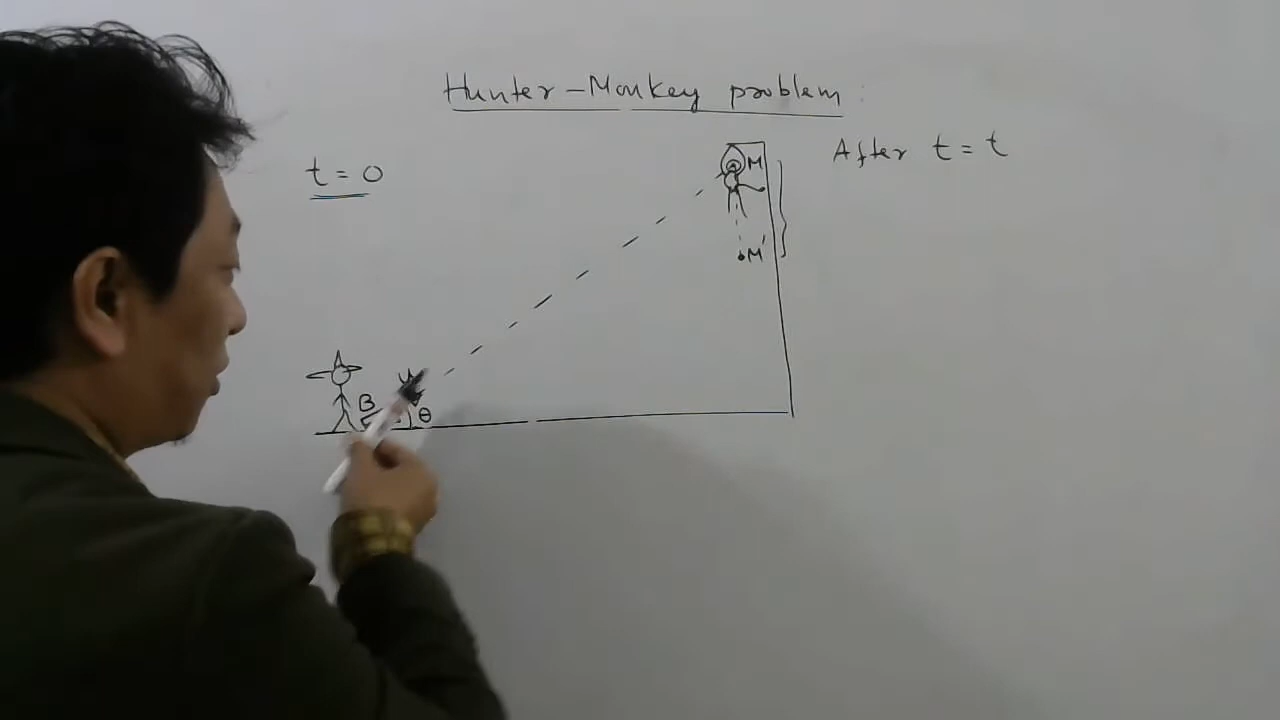 Hunter-Monkey problem:
t = 0
After t = t
M
M'
B
θ